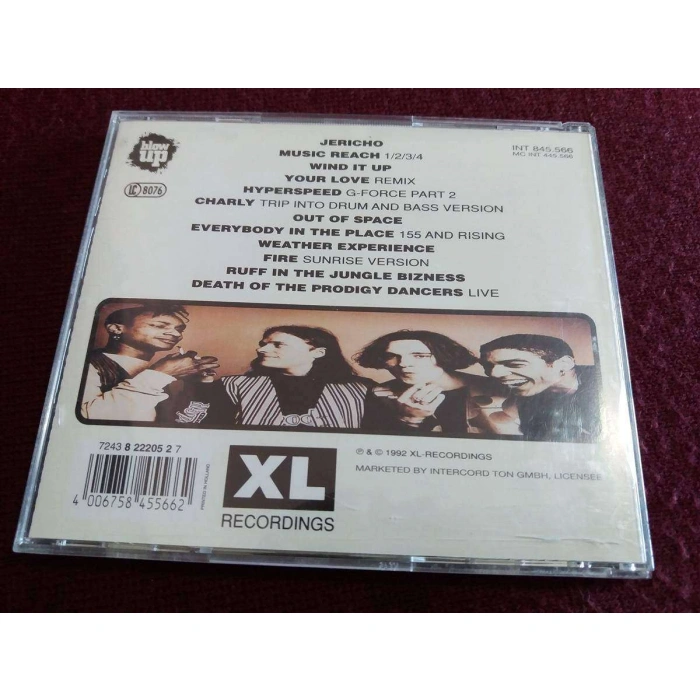 blow
up
LC 8076
JERICHO
MUSIC REACH 1/2/3/4
WIND IT UP
YOUR LOVE REMIX
HYPERSPEED G-FORCE PART 2
CHARLY TRIP INTO DRUM AND BASS VERSION
OUT OF SPACE
EVERYBODY IN THE PLACE 155 AND RISING
WEATHER EXPERIENCE
FIRE SUNRISE VERSION
RUFF IN THE JUNGLE BIZNESS
DEATH OF THE PRODIGY DANCERS LIVE
INT 845.566
MC INT 445.566
7243 8 22205 2 7
4 006758 455662
PRINTED IN HOLLAND
XL
RECORDINGS
℗ & © 1992 XL-RECORDINGS
MARKETED BY INTERCORD TON GMBH, LICENSEE